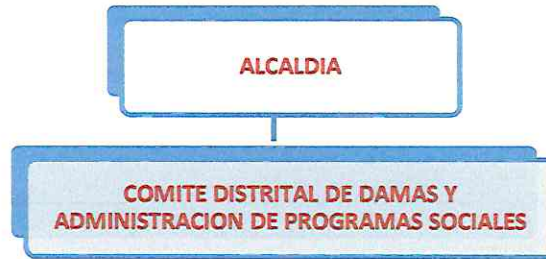 ALCALDIA
COMITE DISTRITAL DE DAMAS Y
ADMINISTRACION DE PROGRAMAS SOCIALES